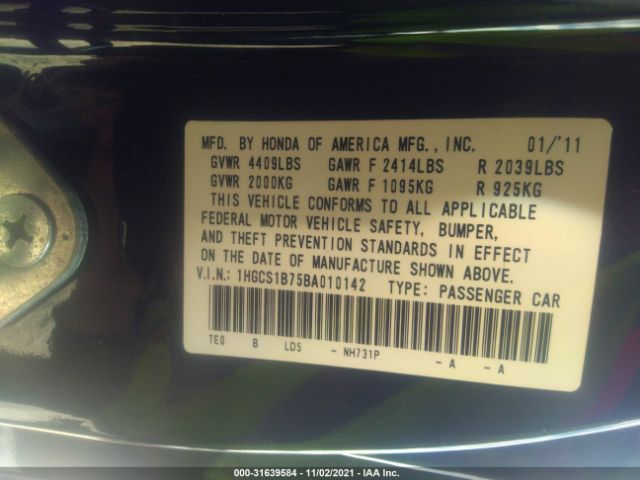 MFD. BY HONDA OF AMERICA MFG., INC. 01/'11
GVWR 4409LBS GAWR F 2414LBS R 2039LBS
GVWR 2000KG GAWR F 1095KG R 925KG
THIS VEHICLE CONFORMS TO ALL APPLICABLE
FEDERAL MOTOR VEHICLE SAFETY, BUMPER,
AND THEFT PREVENTION STANDARDS IN EFFECT
ON THE DATE OF MANUFACTURE SHOWN ABOVE.
V.I.N.: 1HGCS1B75BA010142 TYPE: PASSENGER CAR
TE0 B LD5 - NH731P - A - A
000-31639584 - 11/02/2021 - IAA Inc.